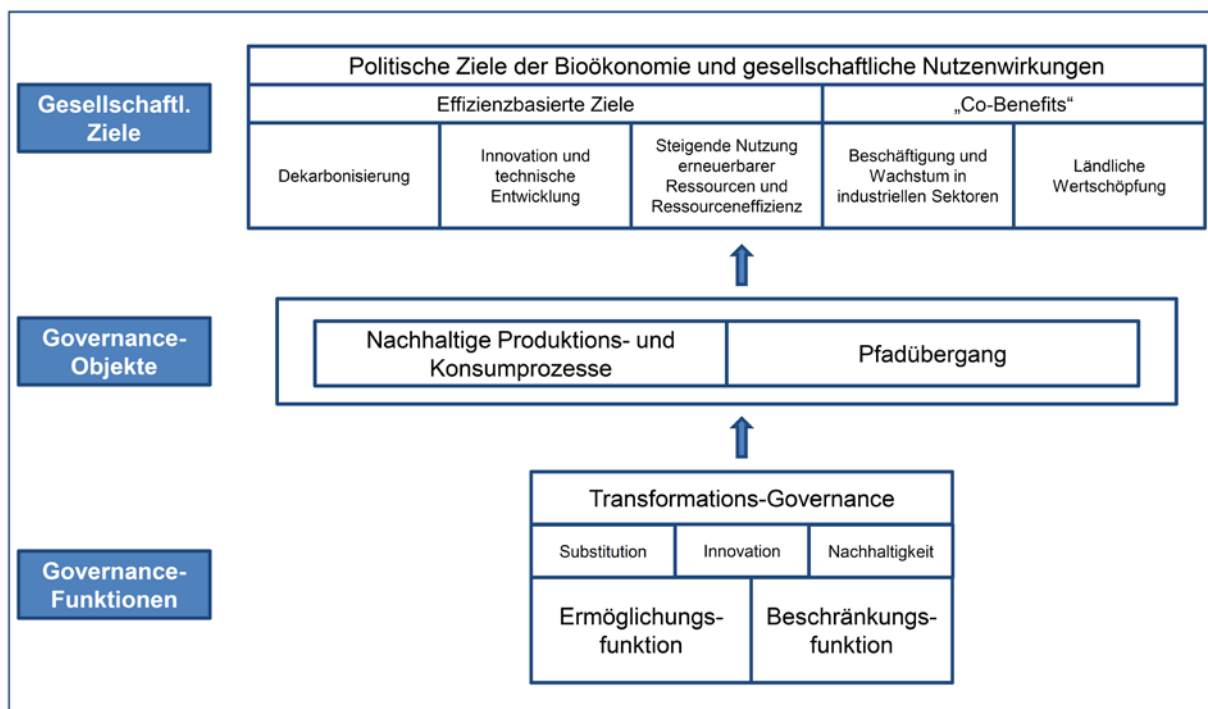 Gesellschaftl.
Ziele
Politische Ziele der Bioökonomie und gesellschaftliche Nutzenwirkungen
Effizienzbasierte Ziele
„Co-Benefits“
Dekarbonisierung
Innovation und
technische
Entwicklung
Steigende Nutzung
erneuerbarer
Ressourcen und
Ressourceneffizienz
Beschäftigung und
Wachstum in
industriellen Sektoren
Ländliche
Wertschöpfung
Governance-
Objekte
Nachhaltige Produktions- und
Konsumprozesse
Pfadübergang
Governance-
Funktionen
Transformations-Governance
Substitution
Innovation
Nachhaltigkeit
Ermöglichungs-
funktion
Beschränkungs-
funktion